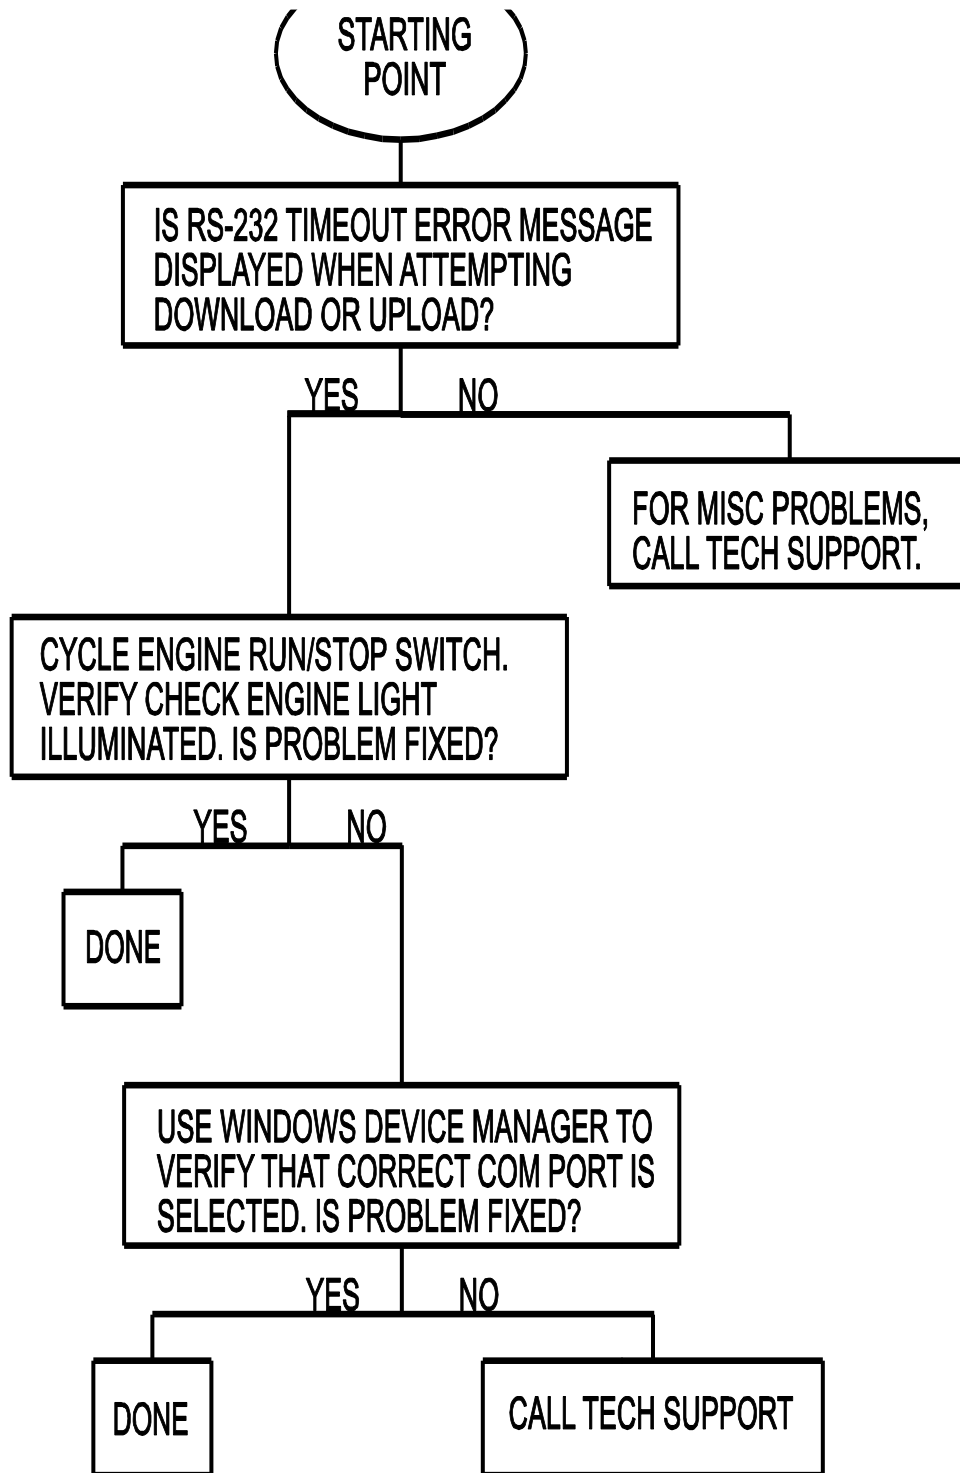 STARTING
POINT
IS RS-232 TIMEOUT ERROR MESSAGE
DISPLAYED WHEN ATTEMPTING
DOWNLOAD OR UPLOAD?
YES
NO
FOR MISC PROBLEMS,
CALL TECH SUPPORT.
CYCLE ENGINE RUN/STOP SWITCH.
VERIFY CHECK ENGINE LIGHT
ILLUMINATED. IS PROBLEM FIXED?
YES
NO
DONE
USE WINDOWS DEVICE MANAGER TO
VERIFY THAT CORRECT COM PORT IS
SELECTED. IS PROBLEM FIXED?
YES
NO
DONE
CALL TECH SUPPORT